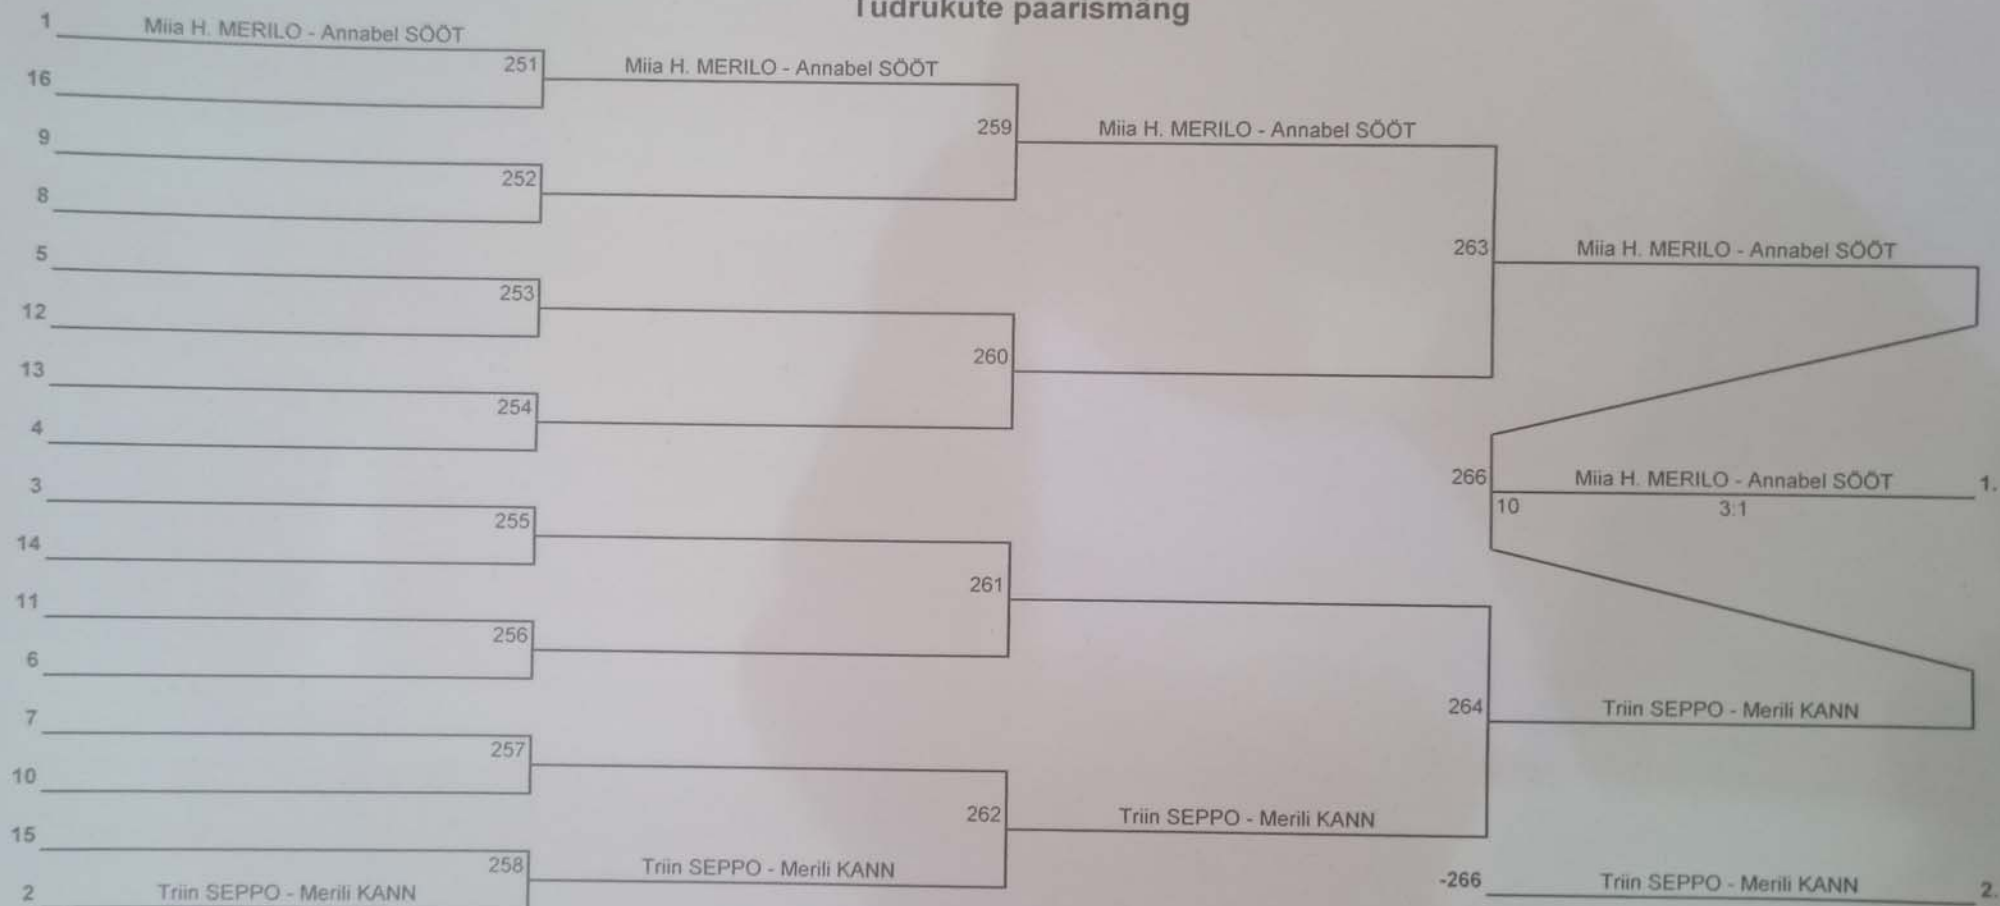 Tüdrukute paarismäng
1 Miia H. MERILO - Annabel SÖÖT
251 Miia H. MERILO - Annabel SÖÖT
16
259 Miia H. MERILO - Annabel SÖÖT
9
252
8
5
263 Miia H. MERILO - Annabel SÖÖT
253
12
260
13
254
4
3
266 Miia H. MERILO - Annabel SÖÖT 1.
10 3:1
255
14
261
11
256
6
7
264 Triin SEPPO - Merili KANN
257
10
262 Triin SEPPO - Merili KANN
15
258 Triin SEPPO - Merili KANN
2 Triin SEPPO - Merili KANN
-266 Triin SEPPO - Merili KANN 2.